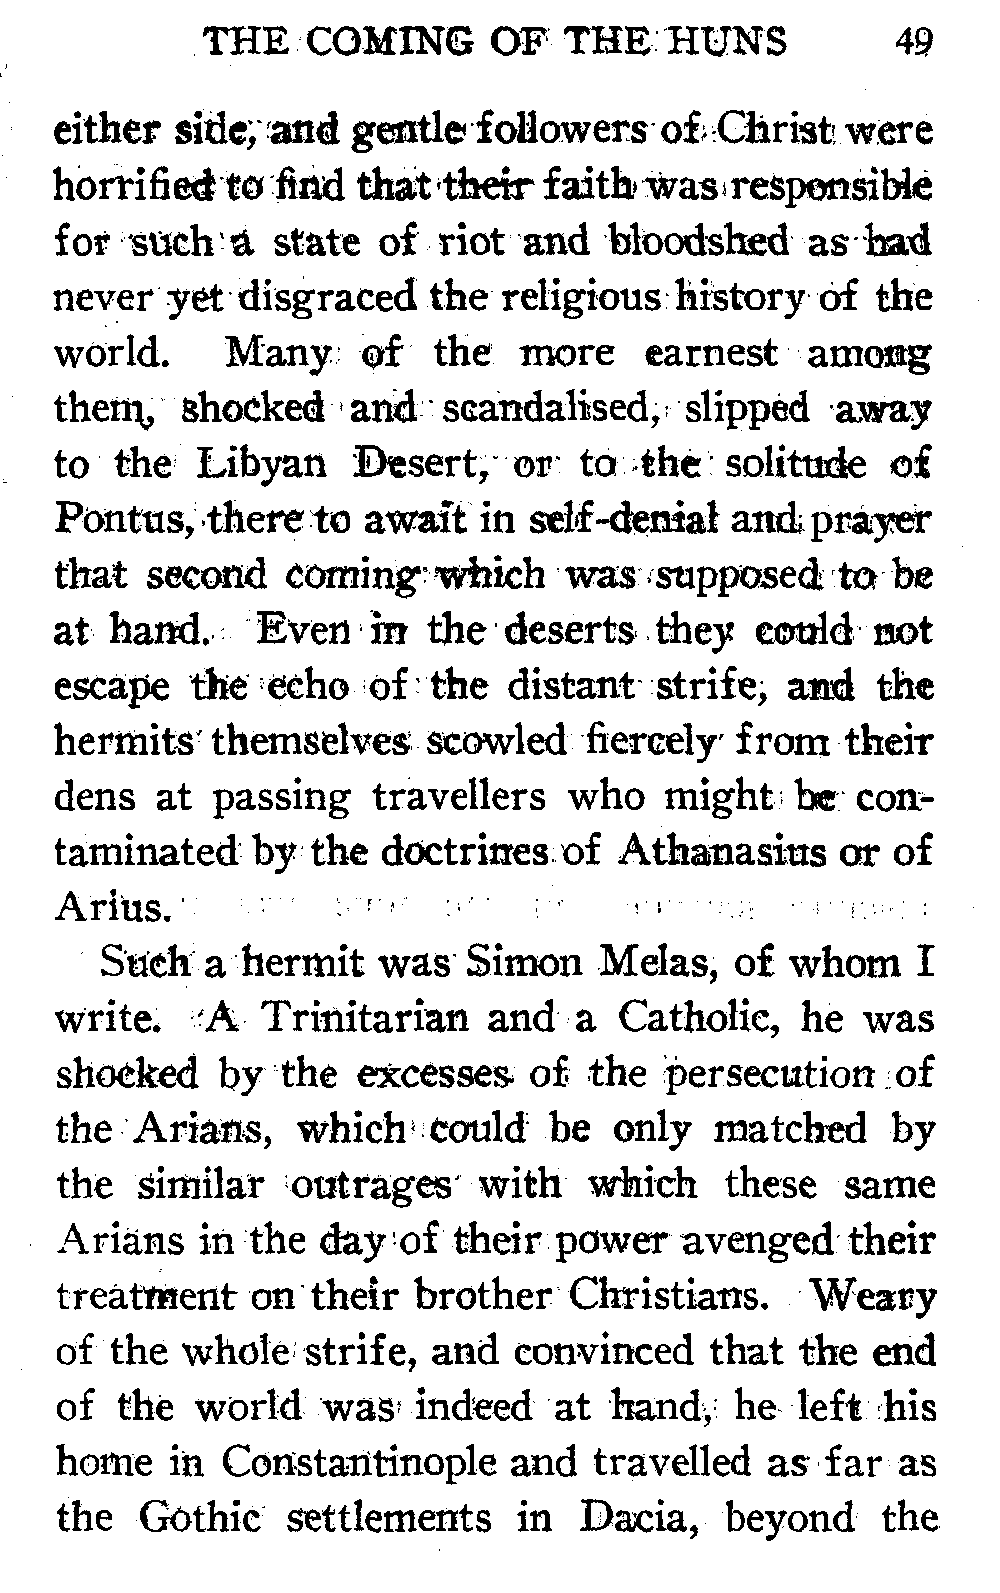 THE COMING OF THE HUNS 49
either side, and gentle followers of Christ were
horrified to find that their faith was responsible
for such a state of riot and bloodshed as had
never yet disgraced the religious history of the
world. Many of the more earnest among
them, shocked and scandalised, slipped away
to the Libyan Desert, or to the solitude of
Pontus, there to await in self-denial and prayer
that second coming which was supposed to be
at hand. Even in the deserts they could not
escape the echo of the distant strife, and the
hermits themselves scowled fiercely from their
dens at passing travellers who might be con-
taminated by the doctrines of Athanasius or of
Arius.
Such a hermit was Simon Melas, of whom I
write. A Trinitarian and a Catholic, he was
shocked by the excesses of the persecution of
the Arians, which could be only matched by
the similar outrages with which these same
Arians in the day of their power avenged their
treatment on their brother Christians. Weary
of the whole strife, and convinced that the end
of the world was indeed at hand, he left his
home in Constantinople and travelled as far as
the Gothic settlements in Dacia, beyond the